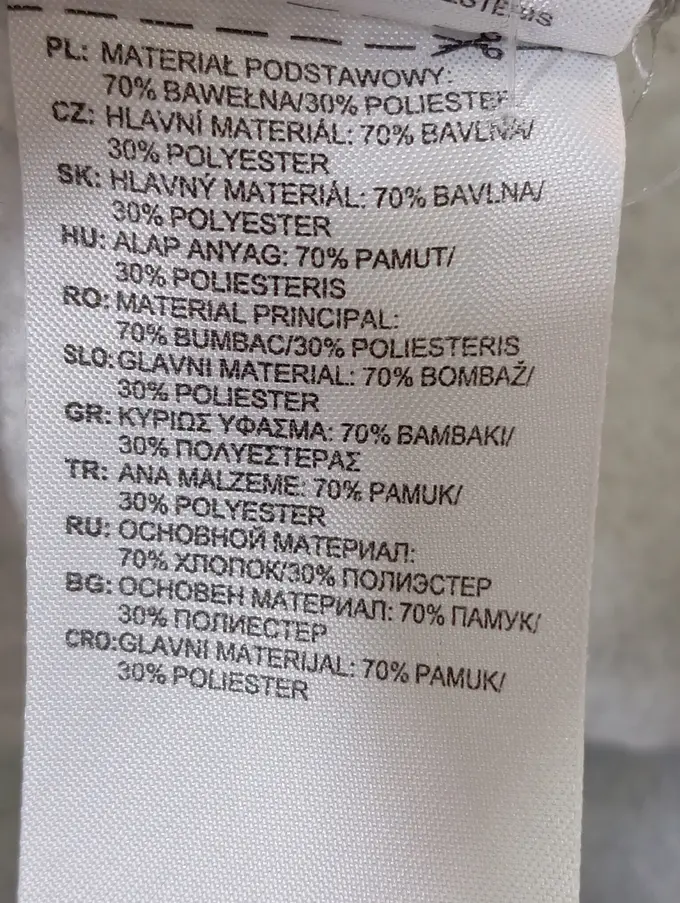 PL: MATERIAŁ PODSTAWOWY:
70% BAWEŁNA/30% POLIESTER
CZ: HLAVNÍ MATERIÁL: 70% BAVLNA/
30% POLYESTER
SK: HLAVNÝ MATERIÁL: 70% BAVLNA/
30% POLYESTER
HU: ALAP ANYAG: 70% PAMUT/
30% POLIESTERIS
RO: MATERIAL PRINCIPAL:
70% BUMBAC/30% POLIESTERIS
SLO:GLAVNI MATERIAL: 70% BOMBAŽ/
30% POLIESTER
GR: ΚΥΡΙΩΣ ΥΦΑΣΜΑ: 70% ΒΑΜΒΑΚΙ/
30% ΠΟΛΥΕΣΤΕΡΑΣ
TR: ANA MALZEME: 70% PAMUK/
30% POLYESTER
RU: ОСНОВНОЙ МАТЕРИАЛ:
70% ХЛОПОК/30% ПОЛИЭСТЕР
BG: ОСНОВЕН МАТЕРИАЛ: 70% ПАМУК/
30% ПОЛИЕСТЕР
CRO:GLAVNI MATERIJAL: 70% PAMUK/
30% POLIESTER